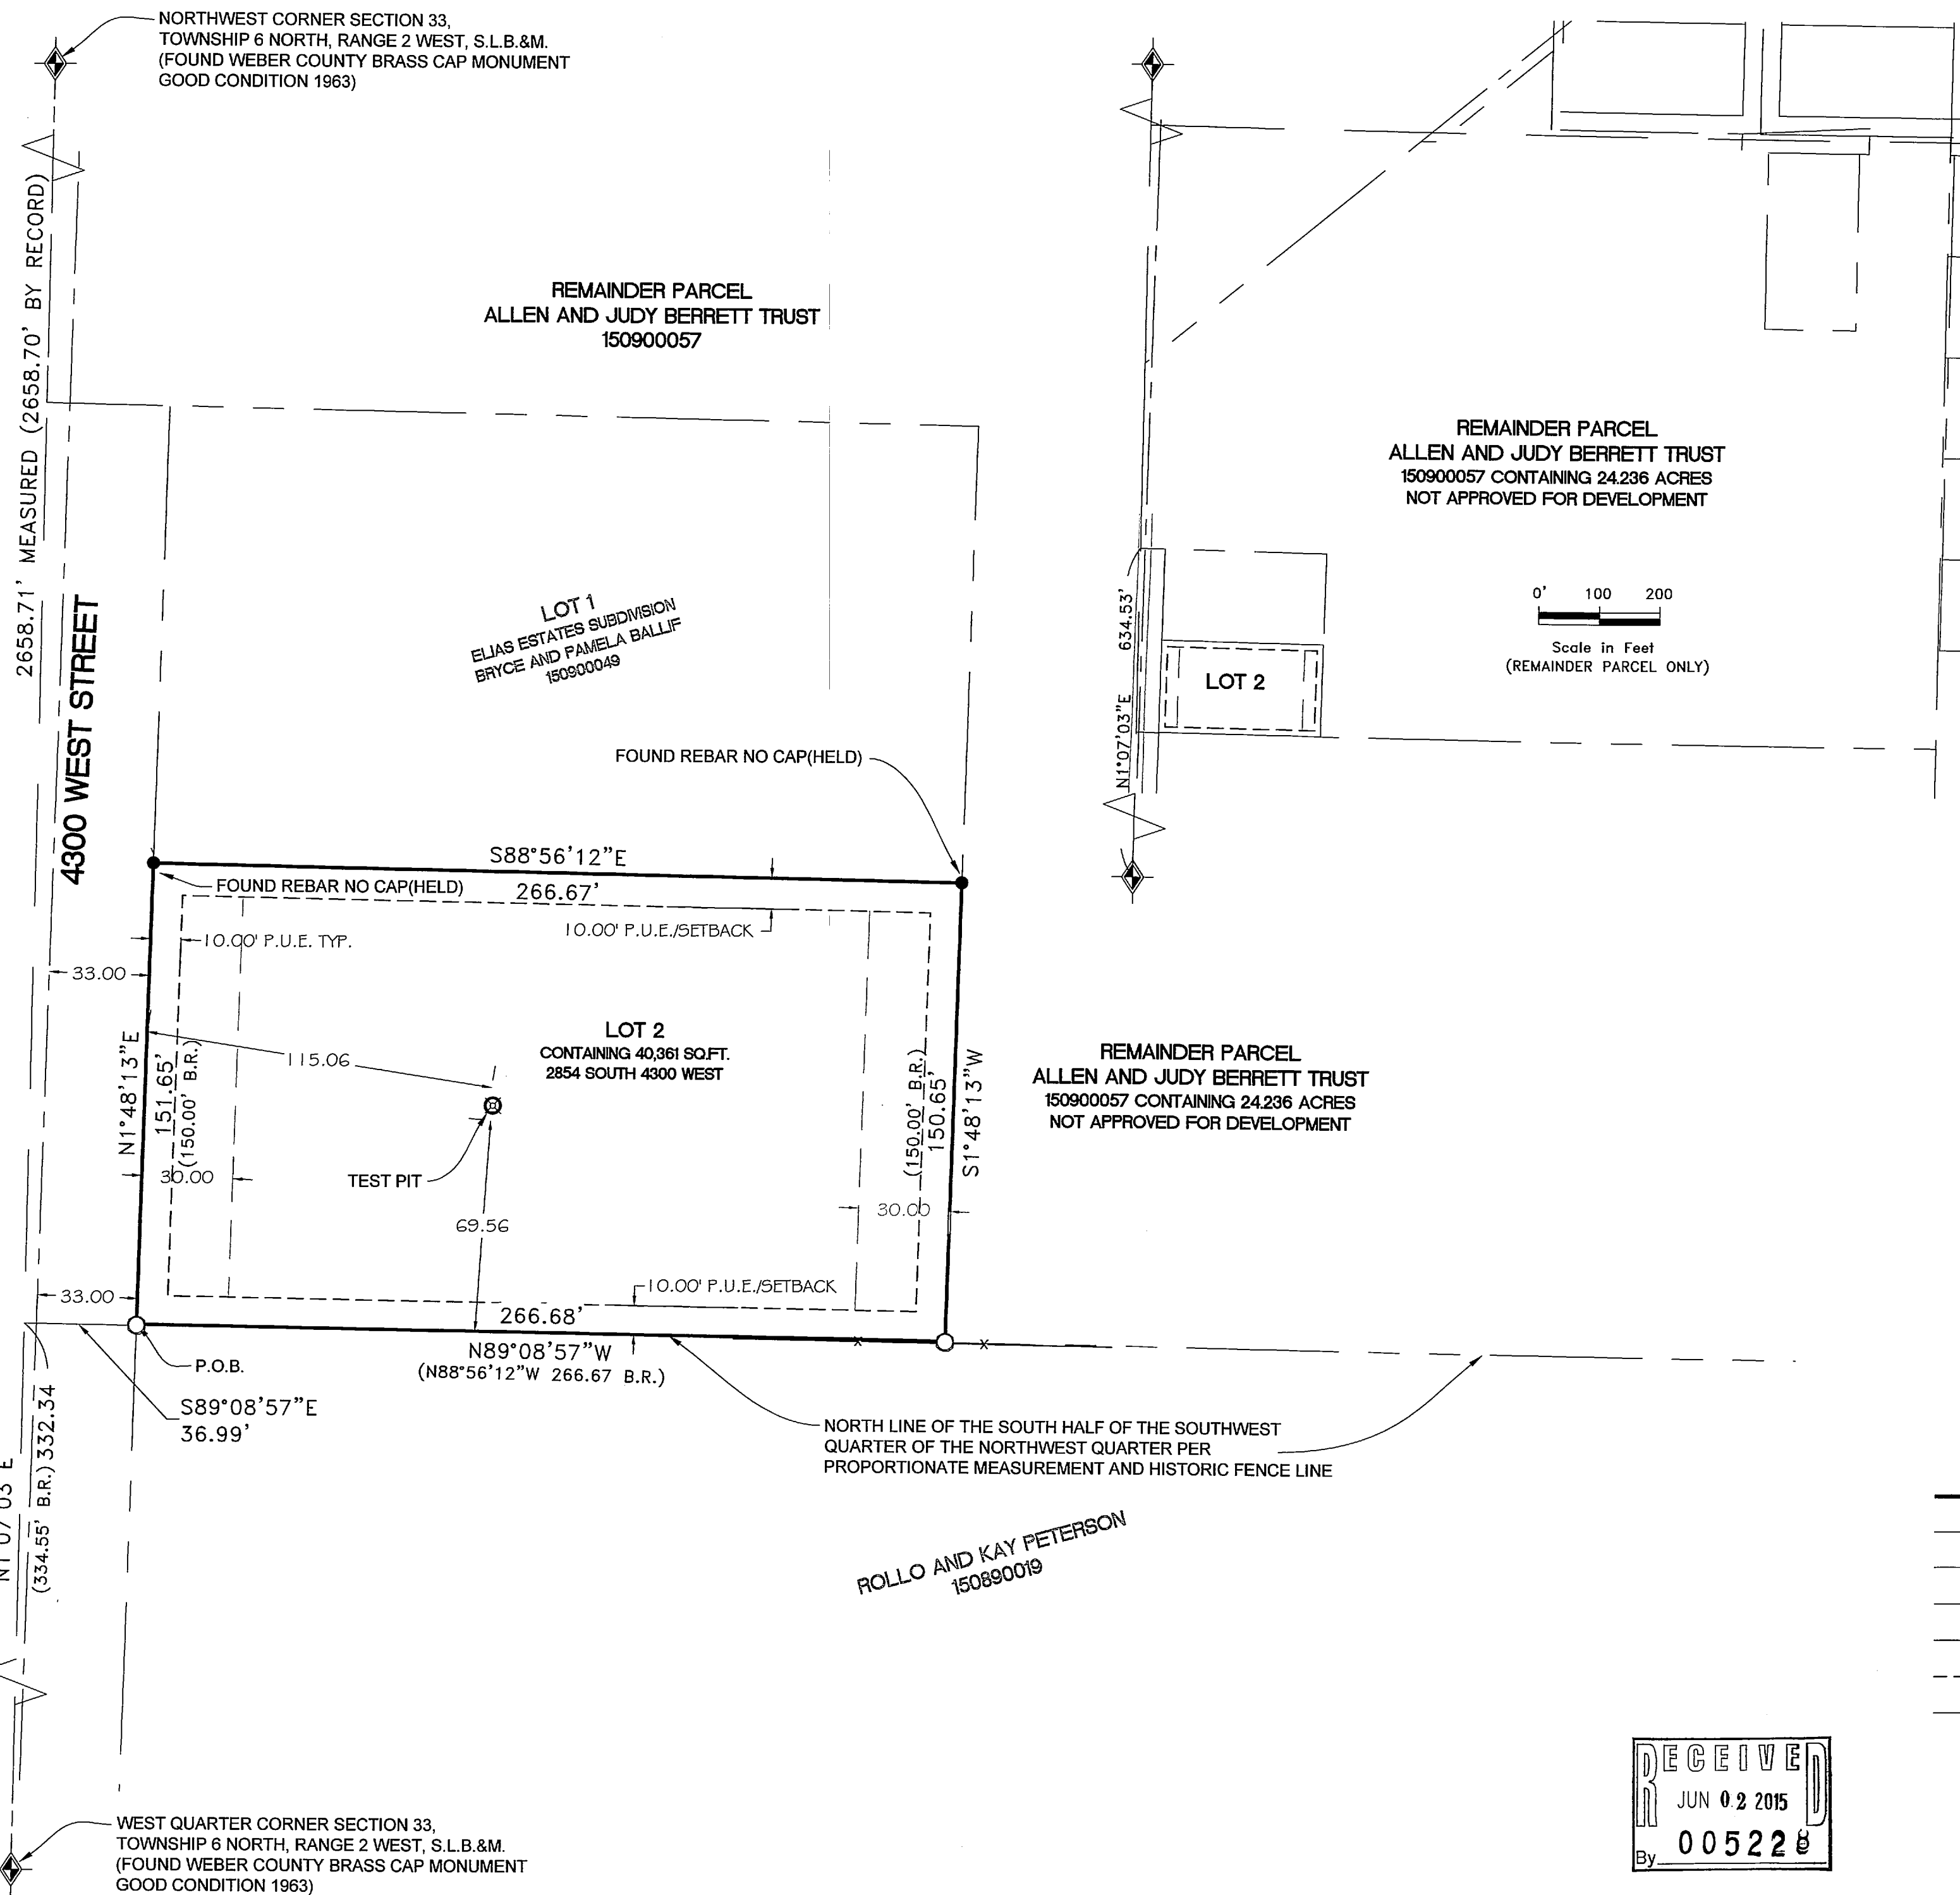 NORTHWEST CORNER SECTION 33,
TOWNSHIP 6 NORTH, RANGE 2 WEST, S.L.B.&M.
(FOUND WEBER COUNTY BRASS CAP MONUMENT
GOOD CONDITION 1963)
2658.71' MEASURED (2658.70' BY RECORD)
4300 WEST STREET
REMAINDER PARCEL
ALLEN AND JUDY BERRETT TRUST
150900057
LOT 1
ELIAS ESTATES SUBDIVISION
BRYCE AND PAMELA BALLIF
150900049
FOUND REBAR NO CAP(HELD)
REMAINDER PARCEL
ALLEN AND JUDY BERRETT TRUST
150900057 CONTAINING 24.236 ACRES
NOT APPROVED FOR DEVELOPMENT
0' 100 200
Scale in Feet
(REMAINDER PARCEL ONLY)
N1°07'03"E 634.53'
LOT 2
S88°56'12"E
FOUND REBAR NO CAP(HELD)
266.67'
10.00' P.U.E. TYP.
10.00' P.U.E./SETBACK
33.00
N1°48'13"E
151.65'
(150.00' B.R.)
115.06
LOT 2
CONTAINING 40,361 SQ.FT.
2854 SOUTH 4300 WEST
(150.00' B.R.)
150.65'
S1°48'13"W
30.00
TEST PIT
69.56
30.00
REMAINDER PARCEL
ALLEN AND JUDY BERRETT TRUST
150900057 CONTAINING 24.236 ACRES
NOT APPROVED FOR DEVELOPMENT
10.00' P.U.E./SETBACK
33.00
266.68'
N89°08'57"W
(N88°56'12"W 266.67 B.R.)
P.O.B.
S89°08'57"E
36.99'
(334.55' B.R.) 332.34
NORTH LINE OF THE SOUTH HALF OF THE SOUTHWEST
QUARTER OF THE NORTHWEST QUARTER PER
PROPORTIONATE MEASUREMENT AND HISTORIC FENCE LINE
ROLLO AND KAY PETERSON
150890019
WEST QUARTER CORNER SECTION 33,
TOWNSHIP 6 NORTH, RANGE 2 WEST, S.L.B.&M.
(FOUND WEBER COUNTY BRASS CAP MONUMENT
GOOD CONDITION 1963)
RECEIVED
JUN 02 2015
By 005228